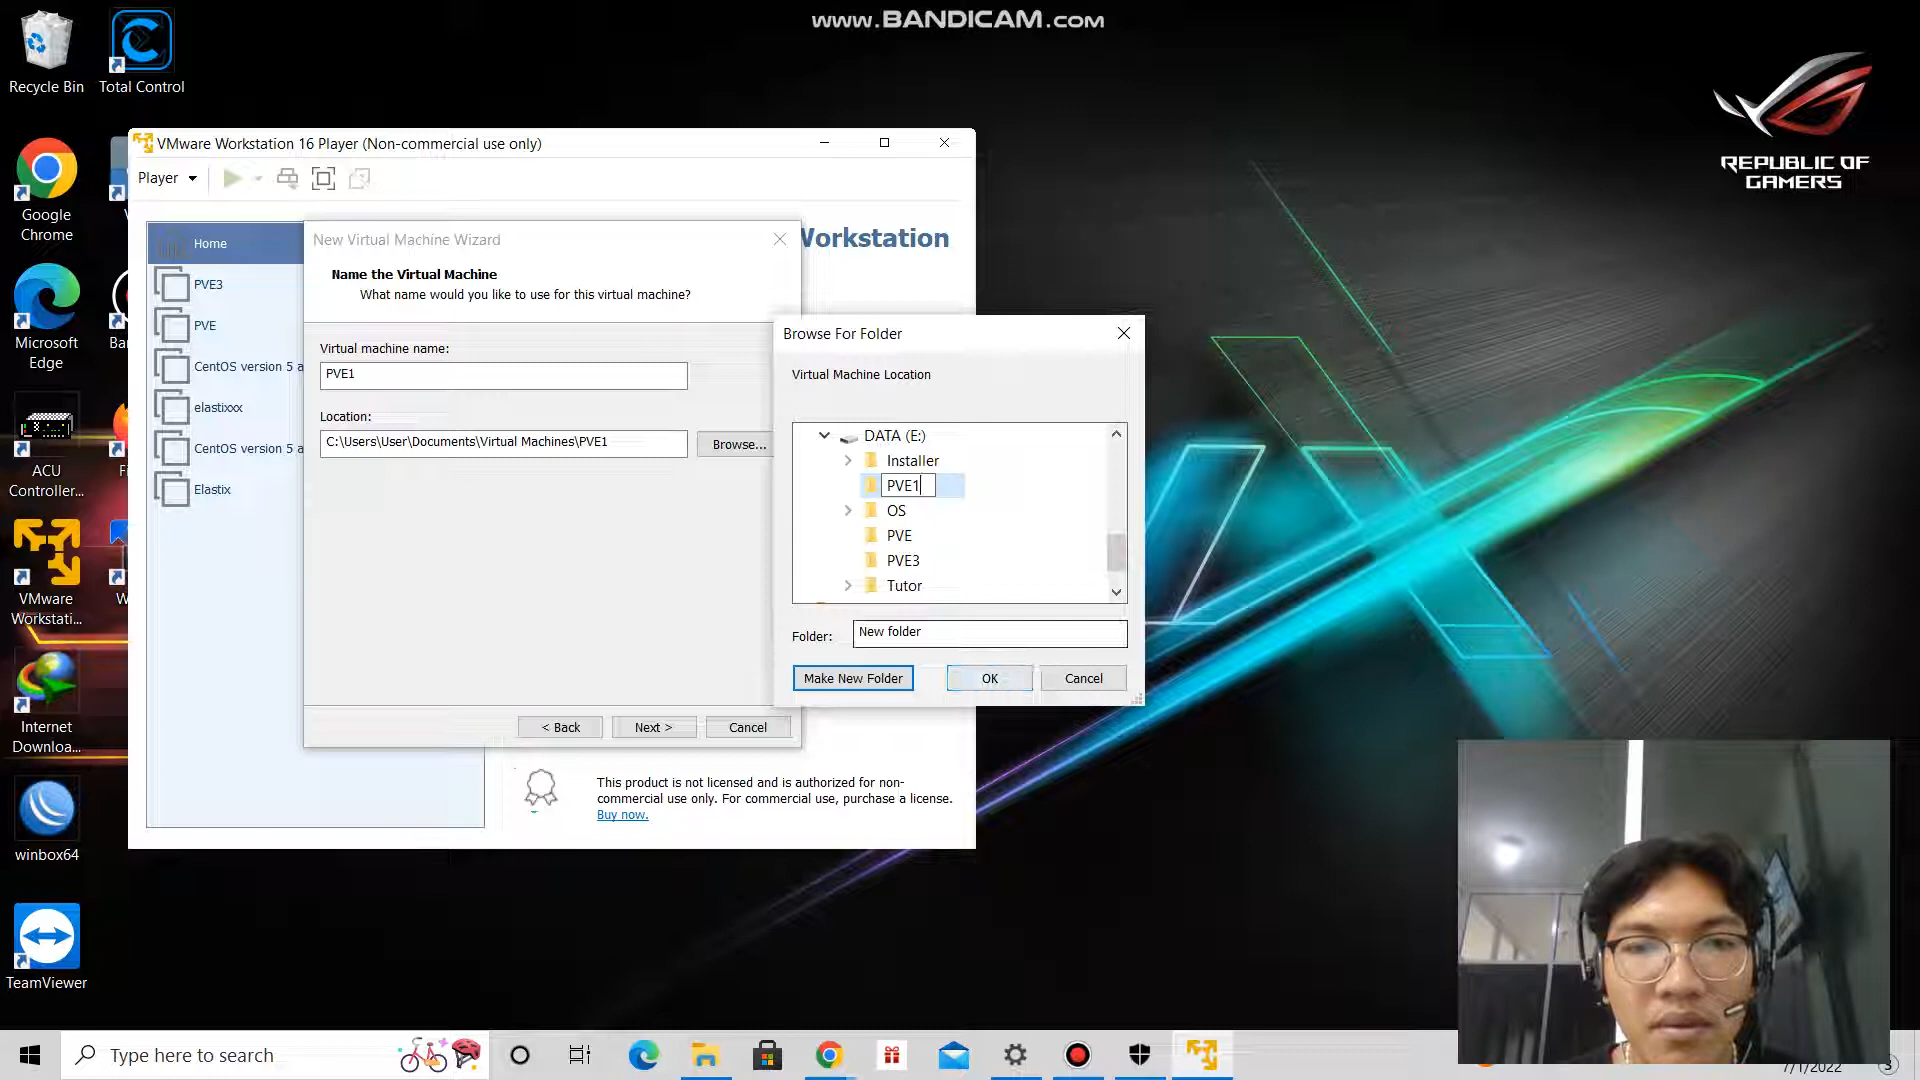 www.BANDICAM.com
Recycle Bin
Total Control
REPUBLIC OF
GAMERS
Google
Chrome
Microsoft
Edge
ACU
Controller...
VMware
Workstati...
Internet
Downloa...
winbox64
TeamViewer
VMware Workstation 16 Player (Non-commercial use only)
Player
Home
PVE3
PVE
CentOS version 5 a
elastixxx
CentOS version 5 a
Elastix
Workstation
New Virtual Machine Wizard
Name the Virtual Machine
What name would you like to use for this virtual machine?
Virtual machine name:
PVE1
Location:
C:\Users\User\Documents\Virtual Machines\PVE1
Browse...
< Back
Next >
Cancel
This product is not licensed and is authorized for non-
commercial use only. For commercial use, purchase a license.
Buy now.
Browse For Folder
Virtual Machine Location
DATA (E:)
Installer
PVE1
OS
PVE
PVE3
Tutor
Folder:
New folder
Make New Folder
OK
Cancel
Type here to search
7/1/2022
3